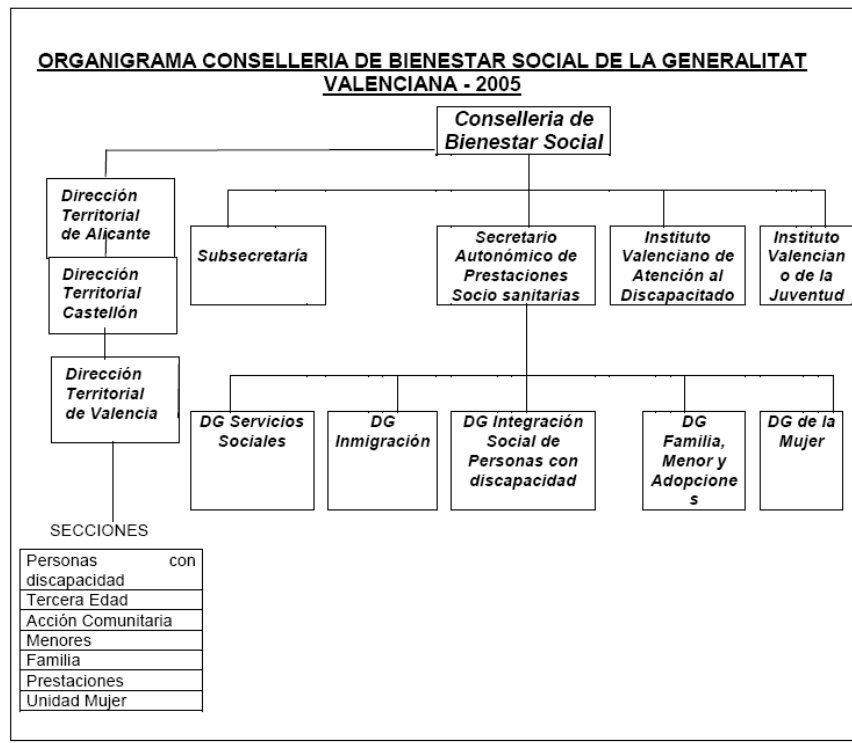 ORGANIGRAMA CONSELLERIA DE BIENESTAR SOCIAL DE LA GENERALITAT
VALENCIANA - 2005
Conselleria de
Bienestar Social
Dirección
Territorial
de Alicante
Dirección
Territorial
Castellón
Dirección
Territorial
de Valencia
Subsecretaría
Secretario
Autonómico de
Prestaciones
Socio sanitarias
Instituto
Valenciano de
Atención al
Discapacitado
Instituto
Valencian
o de la
Juventud
DG Servicios
Sociales
DG
Inmigración
DG Integración
Social de
Personas con
discapacidad
DG
Familia,
Menor y
Adopcione
s
DG de la
Mujer
SECCIONES
Personas con
discapacidad
Tercera Edad
Acción Comunitaria
Menores
Familia
Prestaciones
Unidad Mujer